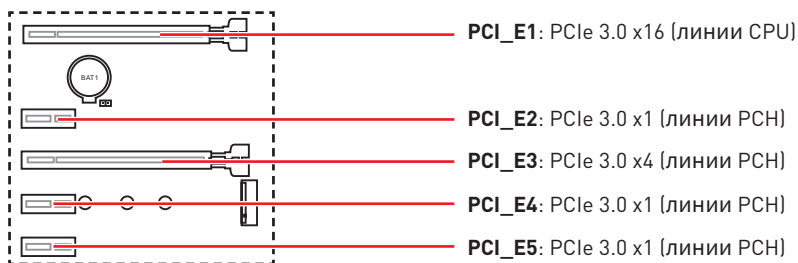 PCI_E1: PCIe 3.0 x16 (линии CPU)
BAT1
PCI_E2: PCIe 3.0 x1 (линии PCH)
PCI_E3: PCIe 3.0 x4 (линии PCH)
PCI_E4: PCIe 3.0 x1 (линии PCH)
PCI_E5: PCIe 3.0 x1 (линии PCH)